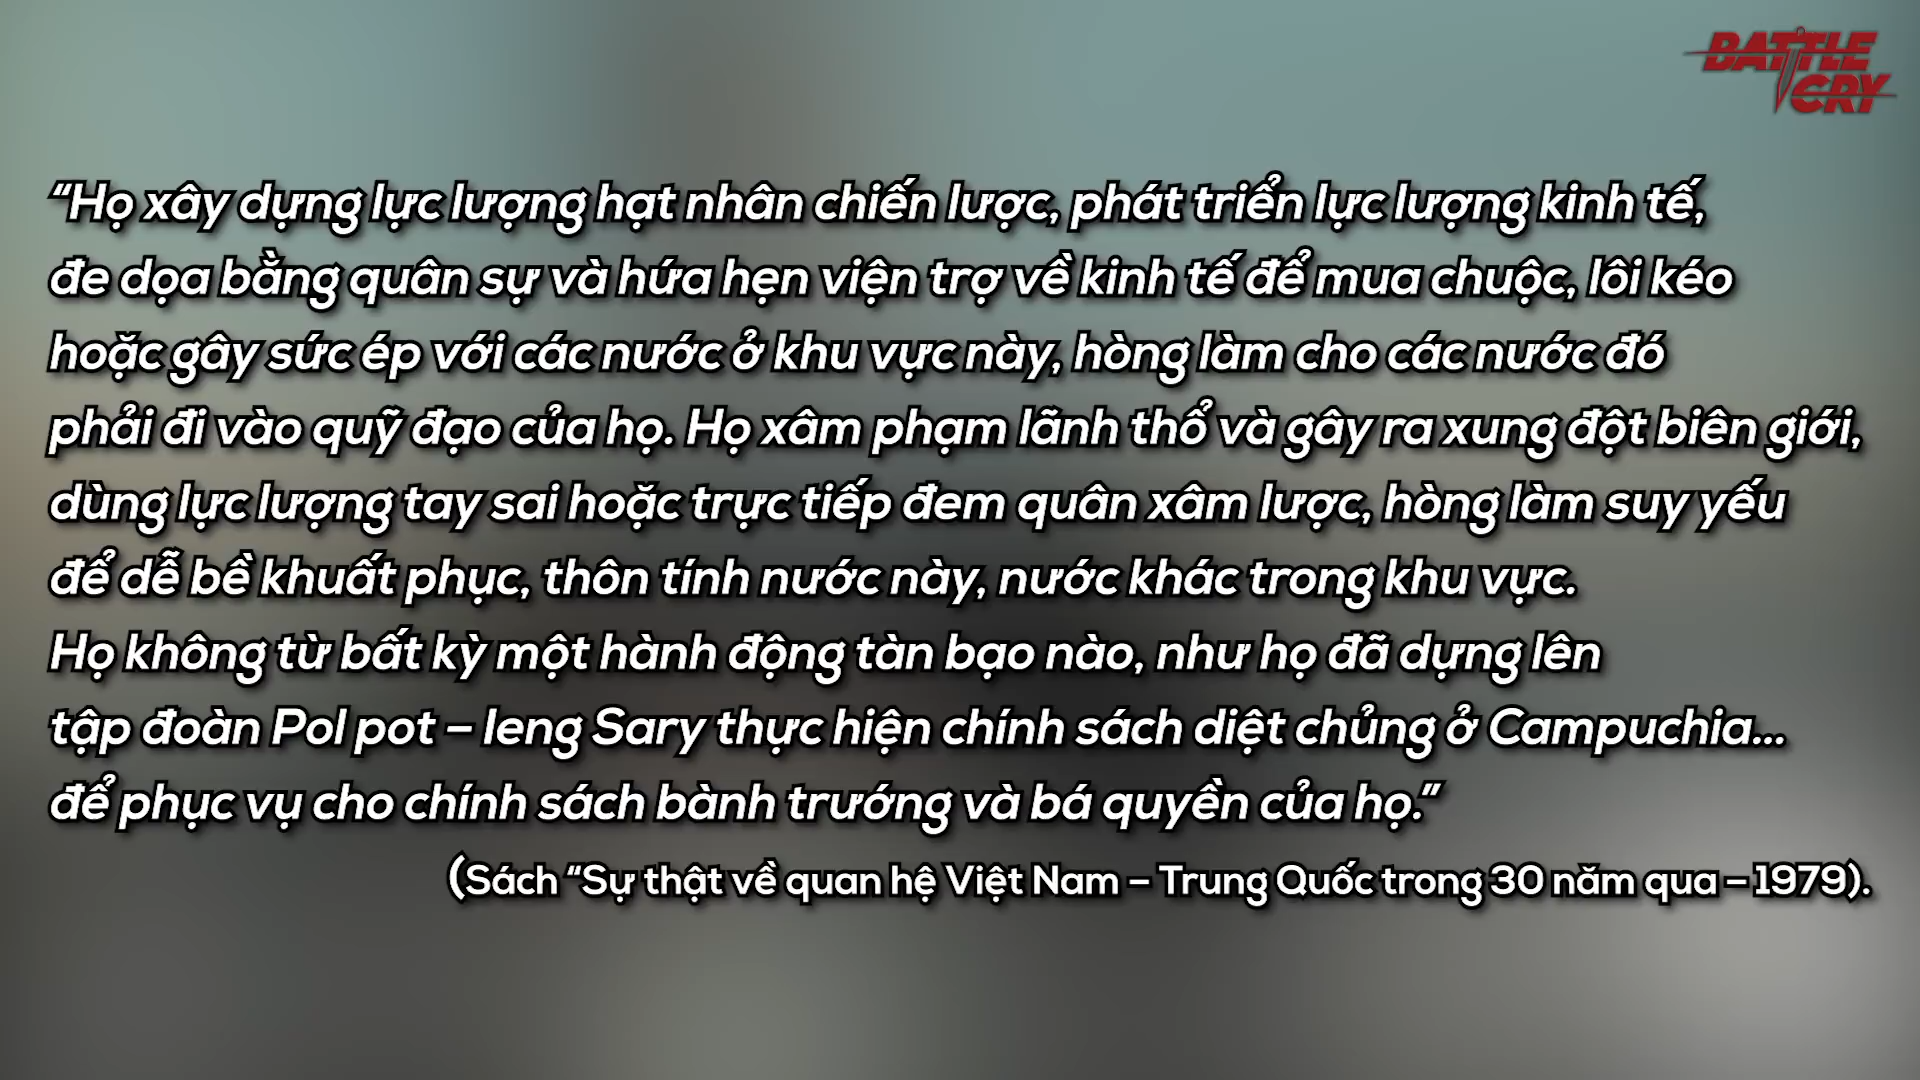 BATTLE
CRY
“Họ xây dựng lực lượng hạt nhân chiến lược, phát triển lực lượng kinh tế,
đe dọa bằng quân sự và hứa hẹn viện trợ về kinh tế để mua chuộc, lôi kéo
hoặc gây sức ép với các nước ở khu vực này, hòng làm cho các nước đó
phải đi vào quỹ đạo của họ. Họ xâm phạm lãnh thổ và gây ra xung đột biên giới,
dùng lực lượng tay sai hoặc trực tiếp đem quân xâm lược, hòng làm suy yếu
để dễ bề khuất phục, thôn tính nước này, nước khác trong khu vực.
Họ không từ bất kỳ một hành động tàn bạo nào, như họ đã dựng lên
tập đoàn Pol pot – leng Sary thực hiện chính sách diệt chủng ở Campuchia...
để phục vụ cho chính sách bành trướng và bá quyền của họ.”
(Sách “Sự thật về quan hệ Việt Nam – Trung Quốc trong 30 năm qua – 1979).